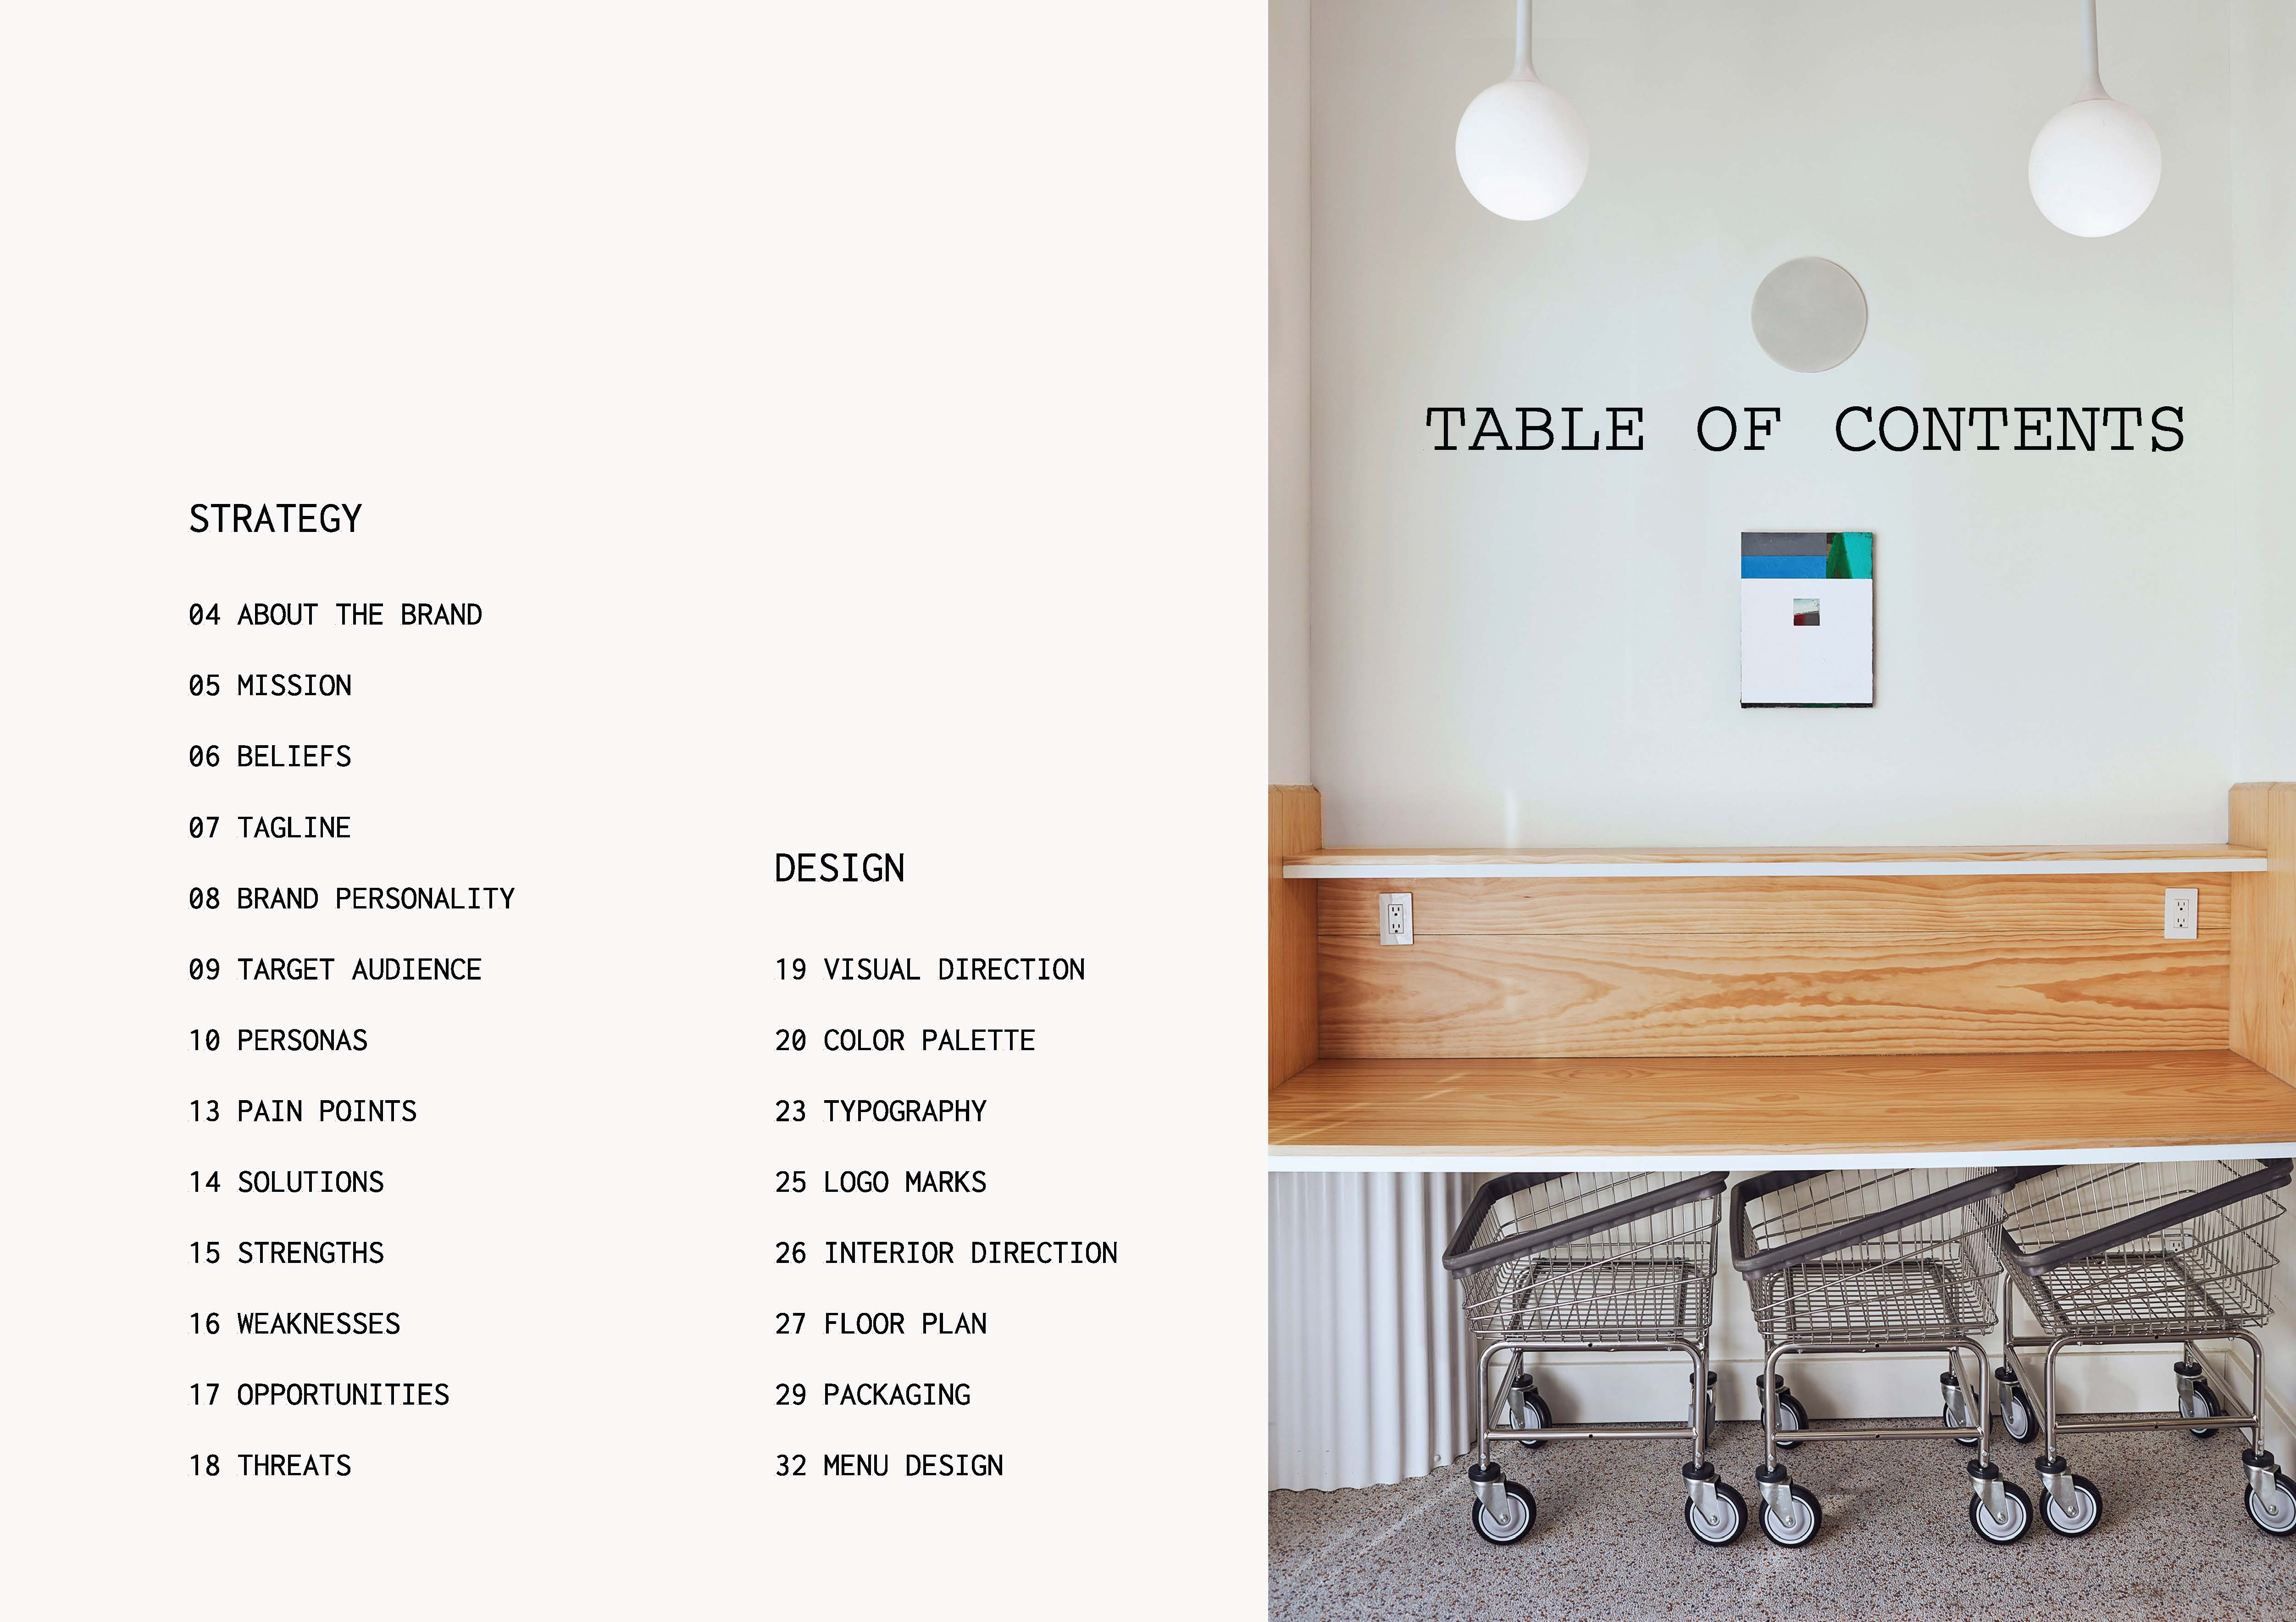 TABLE OF CONTENTS
STRATEGY
04 ABOUT THE BRAND
05 MISSION
06 BELIEFS
07 TAGLINE
08 BRAND PERSONALITY
09 TARGET AUDIENCE
10 PERSONAS
13 PAIN POINTS
14 SOLUTIONS
15 STRENGTHS
16 WEAKNESSES
17 OPPORTUNITIES
18 THREATS
DESIGN
19 VISUAL DIRECTION
20 COLOR PALETTE
23 TYPOGRAPHY
25 LOGO MARKS
26 INTERIOR DIRECTION
27 FLOOR PLAN
29 PACKAGING
32 MENU DESIGN